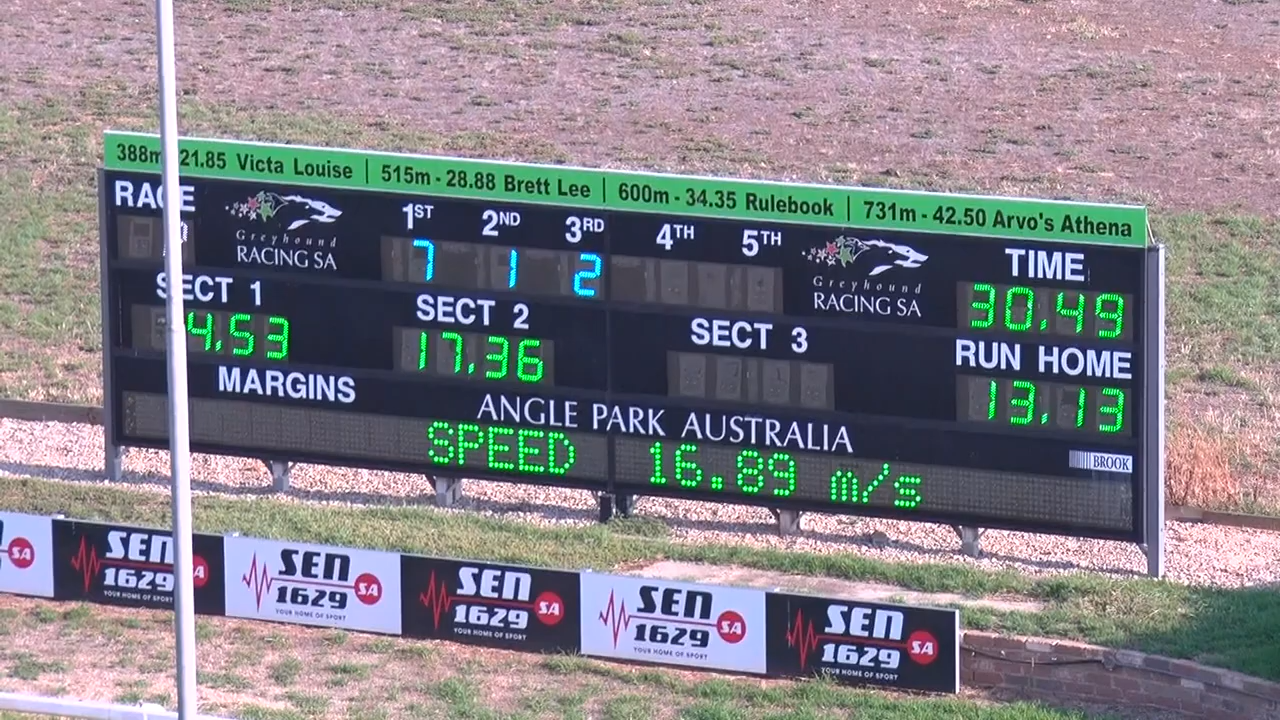 388m 21.85 Victa Louise | 515m - 28.88 Brett Lee | 600m - 34.35 Rulebook | 731m - 42.50 Arvo's Athena
RACE
Greyhound
RACING SA
1ST 2ND 3RD 4TH 5TH
7 1 2
Greyhound
RACING SA
TIME
30.49
SECT 1
4.53
SECT 2
17.36
SECT 3
RUN HOME
13.13
MARGINS
ANGLE PARK AUSTRALIA
SPEED 16.89 m/s
BROOK
SA
SEN
1629
SA
YOUR HOME OF SPORT
SEN
1629
SA
YOUR HOME OF SPORT
SEN
1629
SA
YOUR HOME OF SPORT
SEN
1629
SA
YOUR HOME OF SPORT
SEN
1629
SA
YOUR HOME OF SPORT